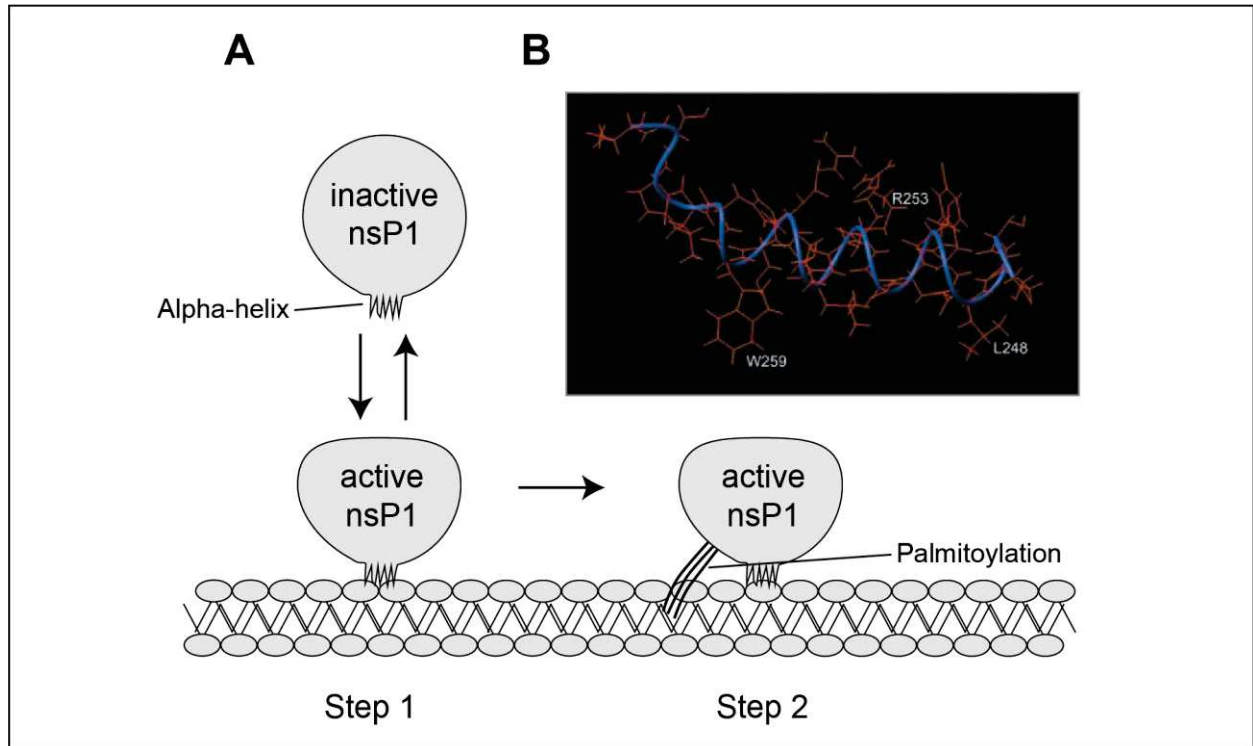 A
B
inactive
nsP1
Alpha-helix
R253
W259
L248
active
nsP1
active
nsP1
Palmitoylation
Step 1
Step 2